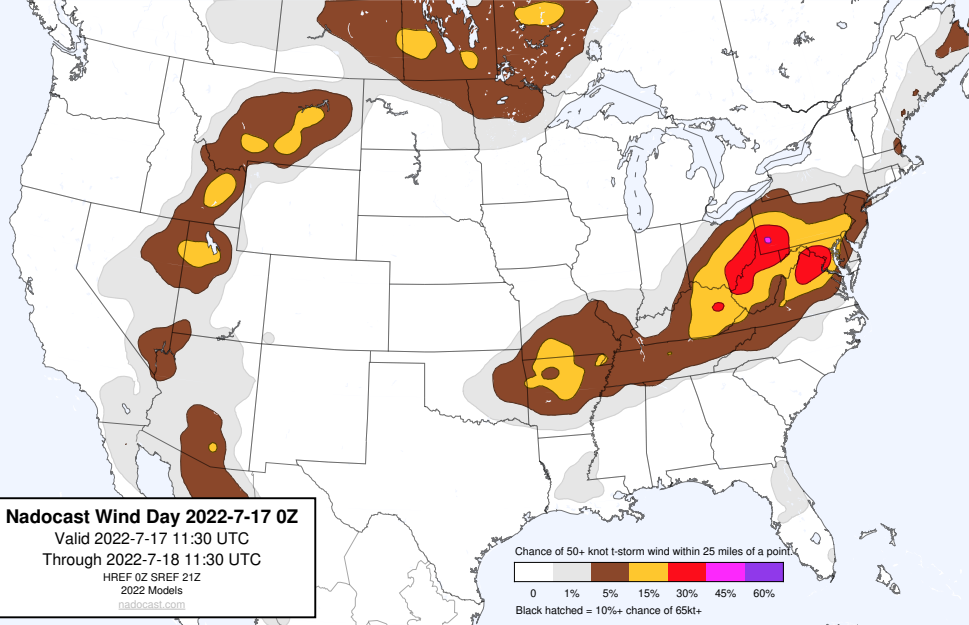 Nadocast Wind Day 2022-7-17 0Z
Valid 2022-7-17 11:30 UTC
Through 2022-7-18 11:30 UTC
HREF 0Z SREF 21Z
2022 Models
nadocast.com
Chance of 50+ knot t-storm wind within 25 miles of a point.
0 1% 5% 15% 30% 45% 60%
Black hatched = 10%+ chance of 65kt+